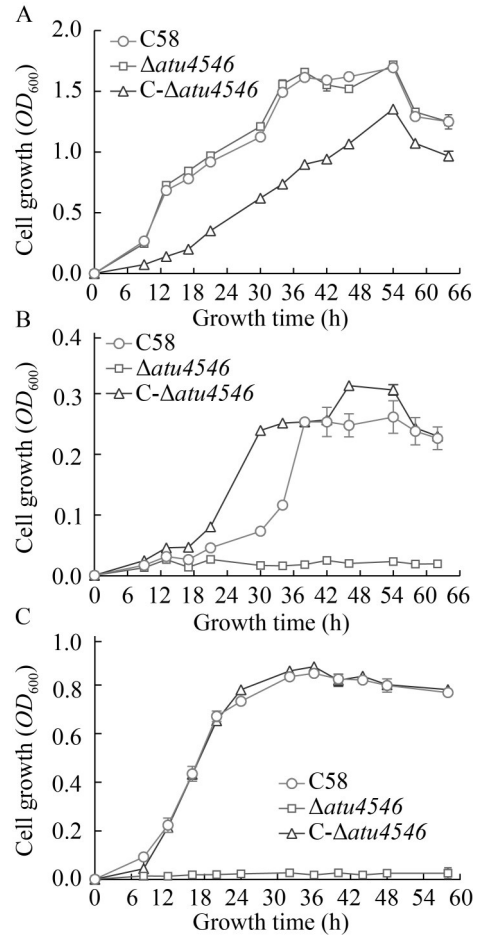 A
2.0
1.5
1.0
0.5
0.0
Cell growth (OD600)
C58
Δatu4546
C-Δatu4546
0 6 12 18 24 30 36 42 48 54 60 66
Growth time (h)
B
0.4
0.3
0.2
0.1
0.0
Cell growth (OD600)
C58
Δatu4546
C-Δatu4546
0 6 12 18 24 30 36 42 48 54 60 66
Growth time (h)
C
1.0
0.8
0.6
0.4
0.2
0.0
Cell growth (OD600)
C58
Δatu4546
C-Δatu4546
0 6 12 18 24 30 36 42 48 54 60
Growth time (h)